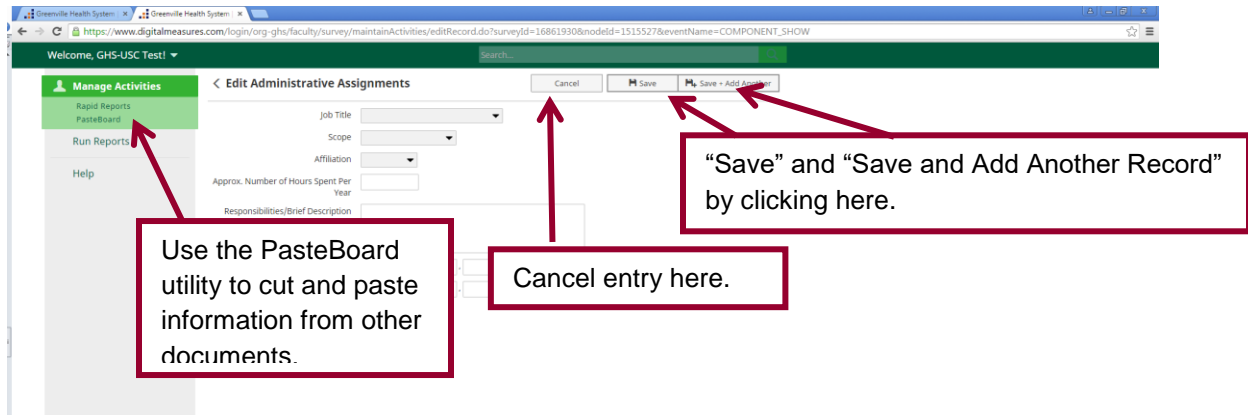 Greenville Health System
Greenville Health System
https://www.digitalmeasures.com/login/org-ghs/faculty/survey/maintainActivities/editRecord.do?surveyId=16861930&nodeId=1515527&eventName=COMPONENT_SHOW
Welcome, GHS-USC Test!
Search...
Manage Activities
Rapid Reports
PasteBoard
Run Reports
Help
< Edit Administrative Assignments
Cancel
Save
Save + Add Another
Job Title
Scope
Affiliation
Approx. Number of Hours Spent Per
Year
Responsibilities/Brief Description
"Save" and "Save and Add Another Record"
by clicking here.
Use the PasteBoard
utility to cut and paste
information from other
documents.
Cancel entry here.